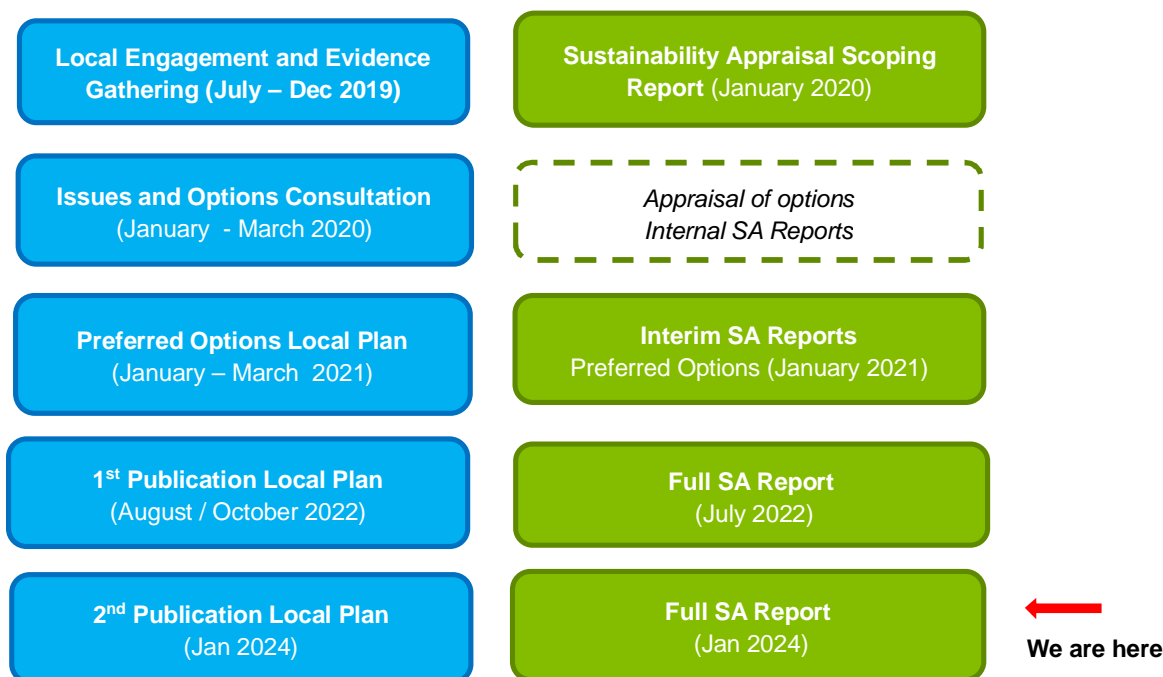 Local Engagement and Evidence
Gathering (July – Dec 2019)
Sustainability Appraisal Scoping
Report (January 2020)
Issues and Options Consultation
(January - March 2020)
Appraisal of options
Internal SA Reports
Preferred Options Local Plan
(January – March 2021)
Interim SA Reports
Preferred Options (January 2021)
1st Publication Local Plan
(August / October 2022)
Full SA Report
(July 2022)
2nd Publication Local Plan
(Jan 2024)
Full SA Report
(Jan 2024)
We are here